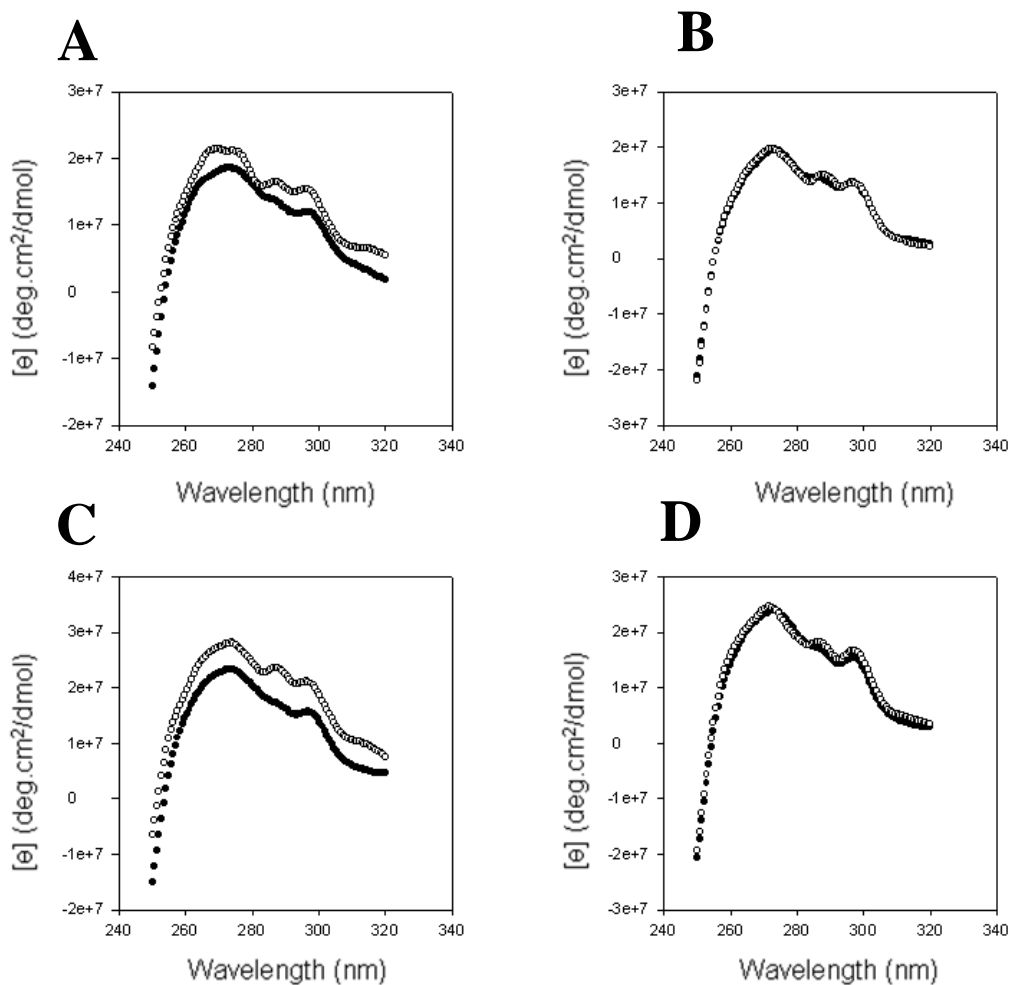 A
B
3e+7
2e+7
1e+7
0
-1e+7
-2e+7
240
260
280
300
320
340
[ɵ] (deg.cm²/dmol)
Wavelength (nm)
3e+7
2e+7
1e+7
0
-1e+7
-2e+7
-3e+7
240
260
280
300
320
340
[ɵ] (deg.cm²/dmol)
Wavelength (nm)
C
D
4e+7
3e+7
2e+7
1e+7
0
-1e+7
-2e+7
240
260
280
300
320
340
[ɵ] (deg.cm²/dmol)
Wavelength (nm)
3e+7
2e+7
1e+7
0
-1e+7
-2e+7
-3e+7
240
260
280
300
320
340
[ɵ] (deg.cm²/dmol)
Wavelength (nm)